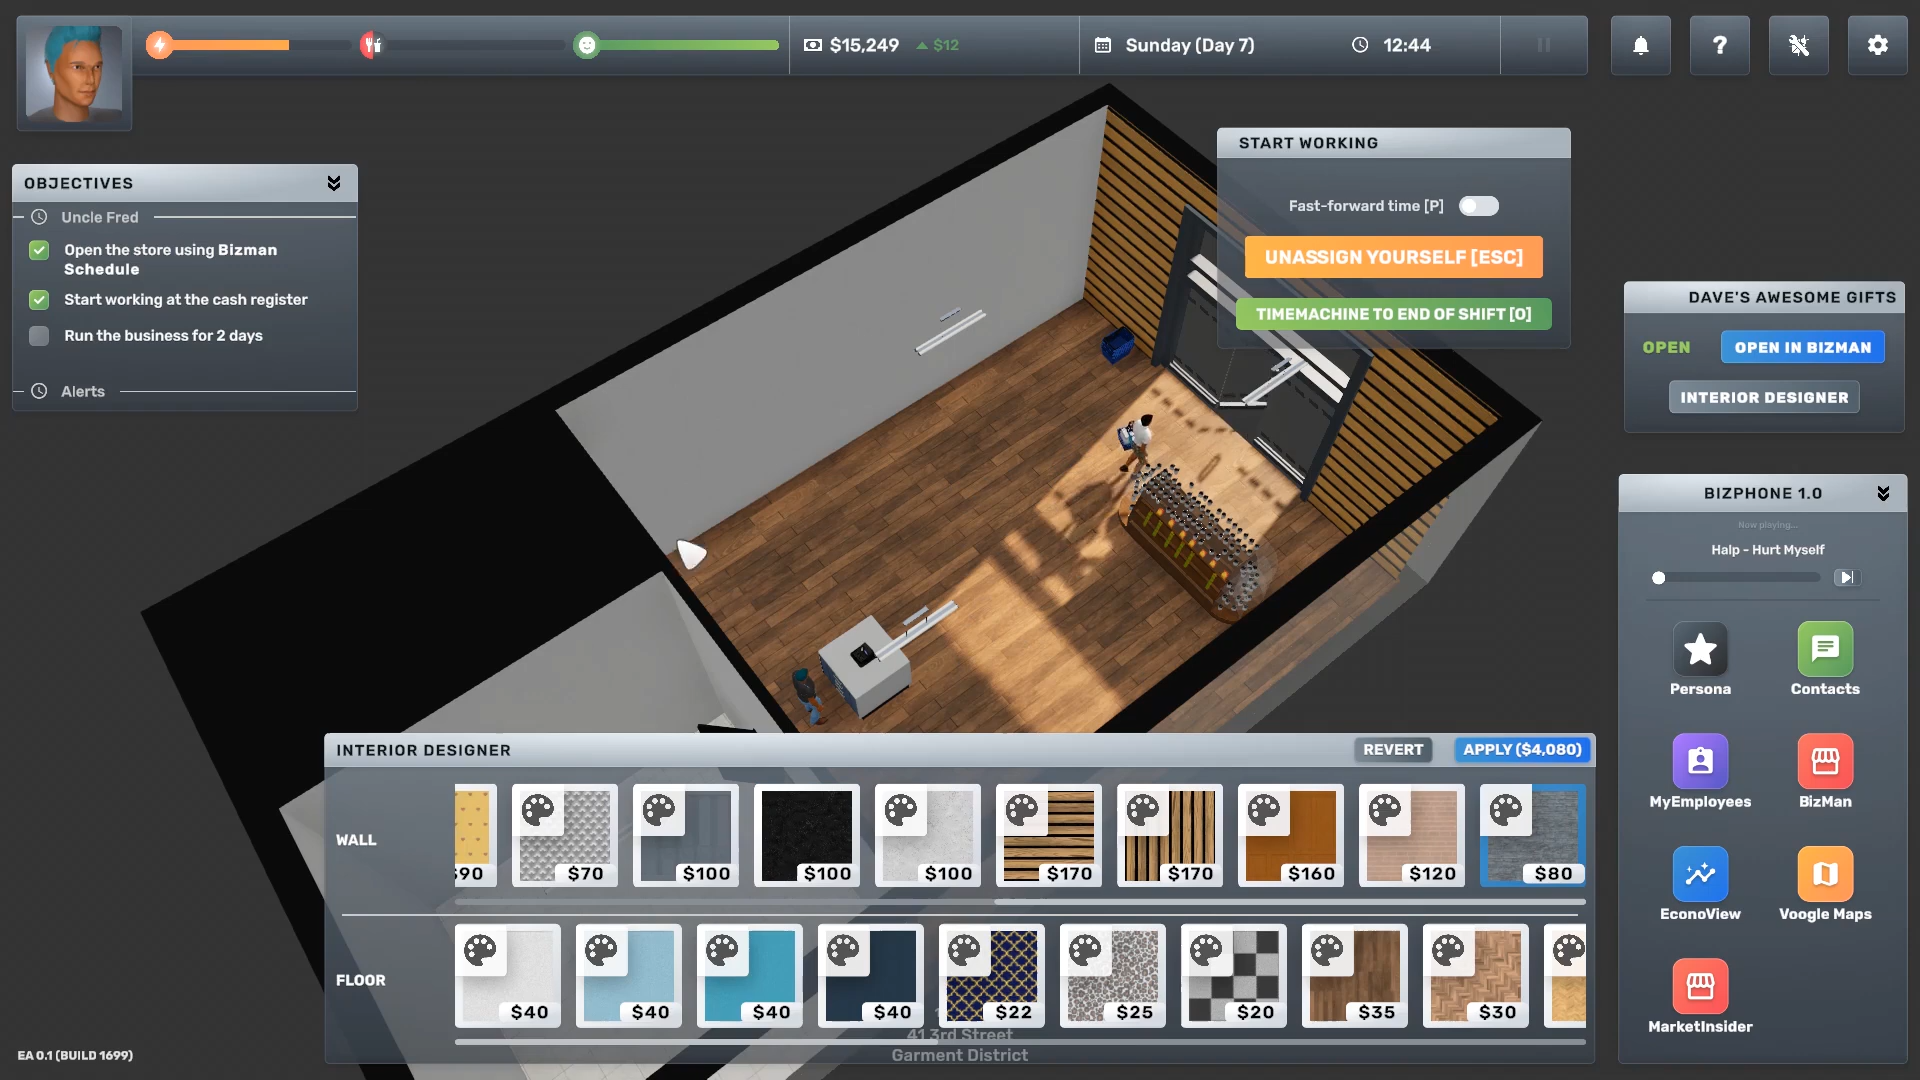 $15,249
$12
Sunday (Day 7)
12:44
?
START WORKING
Fast-forward time [P]
UNASSIGN YOURSELF [ESC]
TIMEMACHINE TO END OF SHIFT [O]
OBJECTIVES
Uncle Fred
Open the store using Bizman
Schedule
Start working at the cash register
Run the business for 2 days
Alerts
DAVE'S AWESOME GIFTS
OPEN
OPEN IN BIZMAN
INTERIOR DESIGNER
BIZPHONE 1.0
Now playing...
Halp - Hurt Myself
Persona
Contacts
MyEmployees
BizMan
EconoView
Voogle Maps
MarketInsider
INTERIOR DESIGNER
REVERT
APPLY ($4,080)
WALL
$90
$70
$100
$100
$100
$170
$170
$160
$120
$80
FLOOR
$40
$40
$40
$40
$22
$25
$20
$35
$30
41 3rd Street
Garment District
EA 0.1 (BUILD 1699)